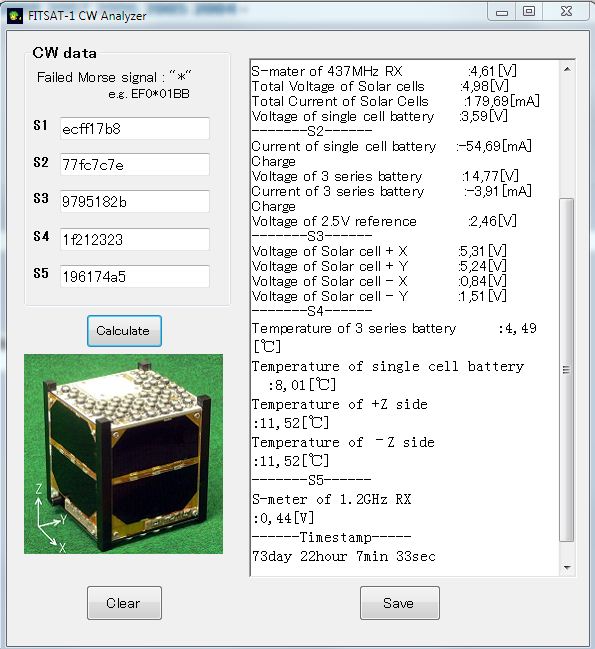 FITSAT-1 CW Analyzer
CW data
Failed Morse signal : "*"
e.g. EF0*01BB
S1 ecff17b8
S2 77fc7c7e
S3 9795182b
S4 1f212323
S5 196174a5
Calculate
Z
Y
X
Clear
S-mater of 437MHz RX :4,61[V]
Total Voltage of Solar cells :4,98[V]
Total Current of Solar Cells :179,69[mA]
Voltage of single cell battery :3,59[V]
-------S2------
Current of single cell battery :-54,69[mA]
Charge
Voltage of 3 series battery :14,77[V]
Current of 3 series battery :-3,91[mA]
Charge
Voltage of 2.5V reference :2,46[V]
-------S3------
Voltage of Solar cell + X :5,31[V]
Voltage of Solar cell + Y :5,24[V]
Voltage of Solar cell - X :0,84[V]
Voltage of Solar cell - Y :1,51[V]
-------S4------
Temperature of 3 series battery :4,49
[℃]
Temperature of single cell battery
:8,01[℃]
Temperature of +Z side
:11,52[℃]
Temperature of －Z side
:11,52[℃]
-------S5------
S-meter of 1.2GHz RX
:0,44[V]
------Timestamp-----
73day 22hour 7min 33sec
Save